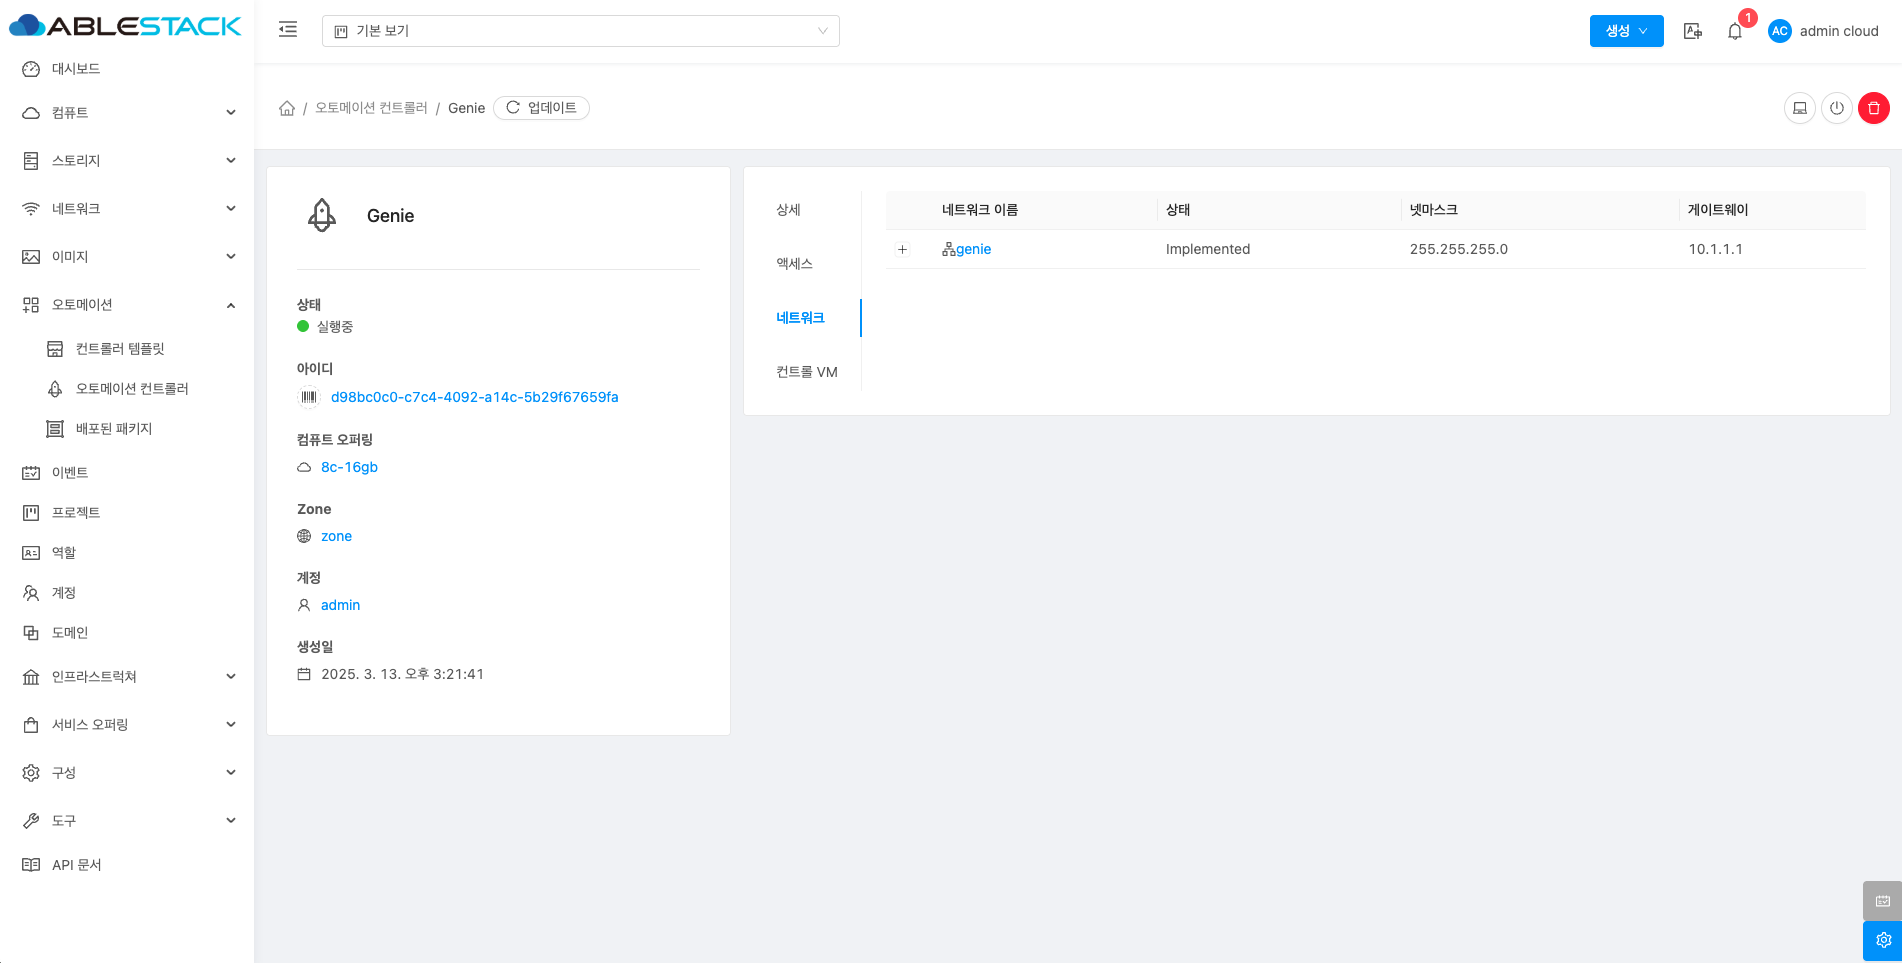 ABLESTACK
대시보드
컴퓨트
스토리지
네트워크
이미지
오토메이션
컨트롤러 템플릿
오토메이션 컨트롤러
배포된 패키지
이벤트
프로젝트
역할
계정
도메인
인프라스트럭쳐
서비스 오퍼링
구성
도구
API 문서
기본 보기
생성
1
AC admin cloud
/ 오토메이션 컨트롤러 / Genie 업데이트
Genie
상태
실행중
아이디
d98bc0c0-c7c4-4092-a14c-5b29f67659fa
컴퓨트 오퍼링
8c-16gb
Zone
zone
계정
admin
생성일
2025. 3. 13. 오후 3:21:41
상세
액세스
네트워크
컨트롤 VM
네트워크 이름 상태 넷마스크 게이트웨이
genie Implemented 255.255.255.0 10.1.1.1